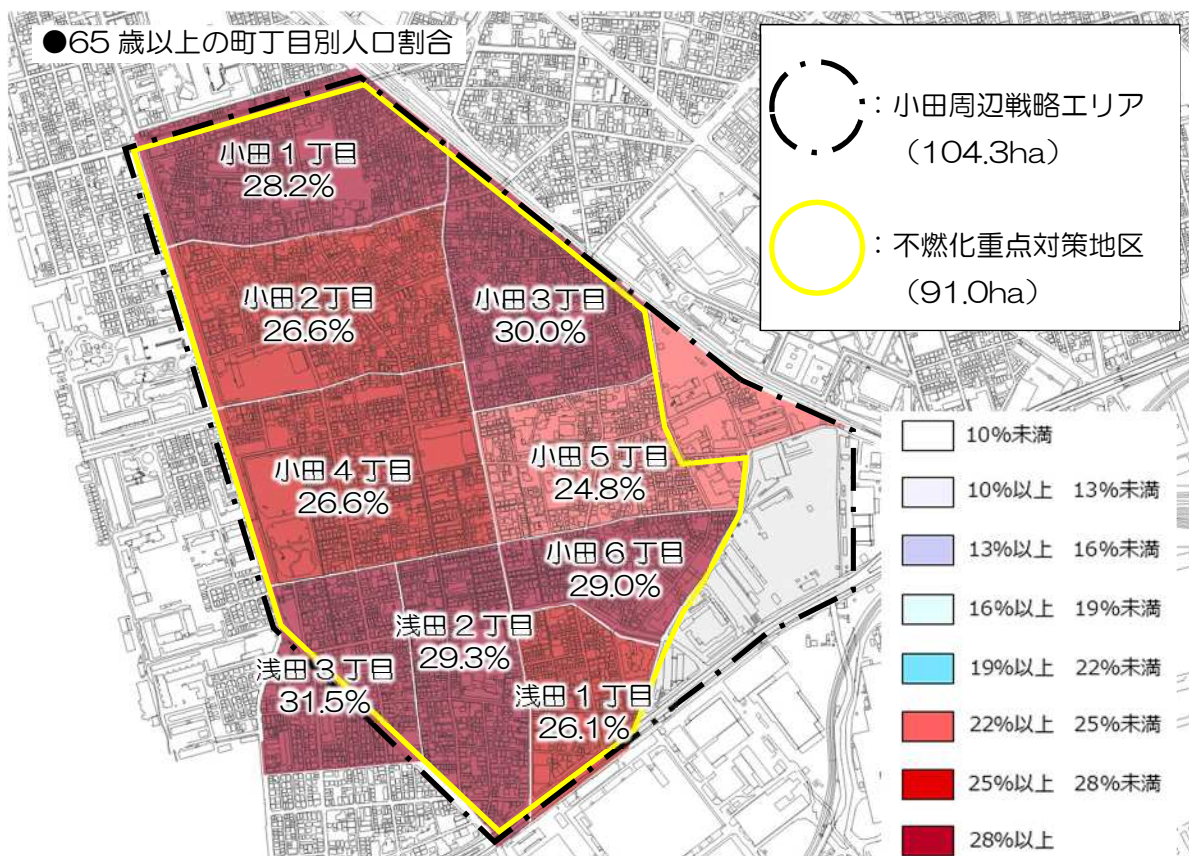 ●65歳以上の町丁目別人口割合
:小田周辺戦略エリア
（104.3ha）
:不燃化重点対策地区
（91.0ha）
小田1丁目
28.2%
小田2丁目
26.6%
小田3丁目
30.0%
小田4丁目
26.6%
小田5丁目
24.8%
小田6丁目
29.0%
浅田2丁目
29.3%
浅田3丁目
31.5%
浅田1丁目
26.1%
10%未満
10%以上 13%未満
13%以上 16%未満
16%以上 19%未満
19%以上 22%未満
22%以上 25%未満
25%以上 28%未満
28%以上